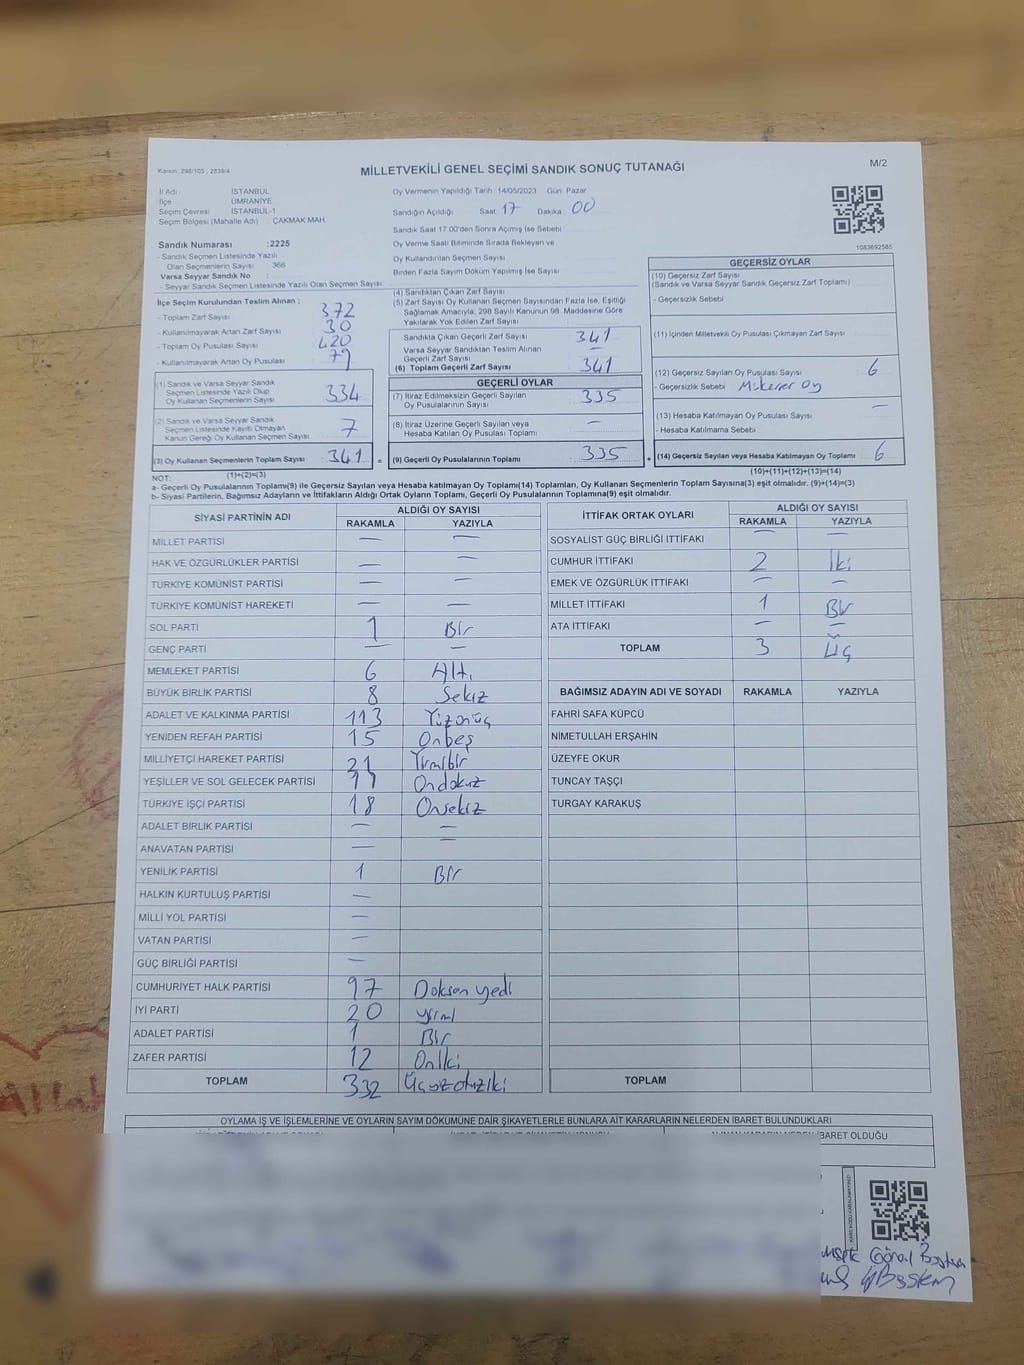 Kanun, 298/105 , 2839/4
MİLLETVEKİLİ GENEL SEÇİMİ SANDIK SONUÇ TUTANAĞI
M/2
İl Adı İSTANBUL
İlçe ÜMRANİYE
Seçim Çevresi İSTANBUL-1
Seçim Bölgesi (Mahalle Adı) ÇAKMAK MAH.
Sandık Numarası :2225
- Sandık Seçmen Listesinde Yazılı
Olan Seçmenlerin Sayısı 366
Varsa Seyyar Sandık No :
- Seyyar Sandık Seçmen Listesinde Yazılı Olan Seçmen Sayısı:
İlçe Seçim Kurulundan Teslim Alınan :
- Toplam Zarf Sayısı 372
- Kullanılmayarak Artan Zarf Sayısı 30
- Toplam Oy Pusulası Sayısı 420
- Kullanılmayarak Artan Oy Pusulası 79
(1) Sandık ve Varsa Seyyar Sandık
Seçmen Listesinde Yazılı Olup
Oy Kullanan Seçmenlerin Sayısı : 334
(2) Sandık ve Varsa Seyyar Sandık
Seçmen Listesinde Kayıtlı Olmayan
Kanun Gereği Oy Kullanan Seçmen Sayısı : 7
(3) Oy Kullanan Seçmenlerin Toplam Sayısı : 341 =
(1)+(2)=(3)
Oy Vermenin Yapıldığı Tarih :14/05/2023 Gün: Pazar
Sandığın Açıldığı Saat: 17 Dakika: 00
Sandık Saat 17:00'den Sonra Açılmış İse Sebebi :
Oy Verme Saati Bitiminde Sırada Bekleyen ve
Oy Kullandırılan Seçmen Sayısı :
Birden Fazla Sayım Döküm Yapılmış İse Sayısı :
(4) Sandıktan Çıkan Zarf Sayısı :
(5) Zarf Sayısı Oy Kullanan Seçmen Sayısından Fazla İse, Eşitliği
Sağlamak Amacıyla; 298 Sayılı Kanunun 98. Maddesine Göre
Yakılarak Yok Edilen Zarf Sayısı :
Sandıkta Çıkan Geçerli Zarf Sayısı : 341
Varsa Seyyar Sandıktan Teslim Alınan
Geçerli Zarf Sayısı : —
(6) Toplam Geçerli Zarf Sayısı : 341
GEÇERLİ OYLAR
(7) İtiraz Edilmeksizin Geçerli Sayılan
Oy Pusulalarının Sayısı : 335
(8) İtiraz Üzerine Geçerli Sayılan veya
Hesaba Katılan Oy Pusulası Toplamı : —
(9) Geçerli Oy Pusulalarının Toplamı : 335 +
1083692585
GEÇERSİZ OYLAR
(10) Geçersiz Zarf Sayısı
(Sandık ve Varsa Seyyar Sandık Geçersiz Zarf Toplamı) :
- Geçersizlik Sebebi :
(11) İçinden Milletvekili Oy Pusulası Çıkmayan Zarf Sayısı :
(12) Geçersiz Sayılan Oy Pusulası Sayısı : 6
- Geçersizlik Sebebi : Mükerrer Oy
(13) Hesaba Katılmayan Oy Pusulası Sayısı : —
- Hesaba Katılmama Sebebi :
(14) Geçersiz Sayılan veya Hesaba Katılmayan Oy Toplamı : 6
(10)+(11)+(12)+(13)=(14)
NOT:
a- Geçerli Oy Pusulalarının Toplamı(9) ile Geçersiz Sayılan veya Hesaba katılmayan Oy Toplamı(14) Toplamları, Oy Kullanan Seçmenlerin Toplam Sayısına(3) eşit olmalıdır. (9)+(14)=(3)
b- Siyasi Partilerin, Bağımsız Adayların ve İttifakların Aldığı Ortak Oyların Toplamı, Geçerli Oy Pusulalarının Toplamına(9) eşit olmalıdır.
SİYASİ PARTİNİN ADI ALDIĞI OY SAYISI
RAKAMLA YAZIYLA
MİLLET PARTİSİ — —
HAK VE ÖZGÜRLÜKLER PARTİSİ — —
TÜRKİYE KOMÜNİST PARTİSİ — —
TÜRKİYE KOMÜNİST HAREKETİ — —
SOL PARTİ 1 Bir
GENÇ PARTİ — —
MEMLEKET PARTİSİ 6 Altı
BÜYÜK BİRLİK PARTİSİ 8 Sekiz
ADALET VE KALKINMA PARTİSİ 113 Yüzonüç
YENİDEN REFAH PARTİSİ 15 Onbeş
MİLLİYETÇİ HAREKET PARTİSİ 21 Yirmibir
YEŞİLLER VE SOL GELECEK PARTİSİ 19 Ondokuz
TÜRKİYE İŞÇİ PARTİSİ 18 Onsekiz
ADALET BİRLİK PARTİSİ — —
ANAVATAN PARTİSİ — —
YENİLİK PARTİSİ 1 Bir
HALKIN KURTULUŞ PARTİSİ —
MİLLİ YOL PARTİSİ —
VATAN PARTİSİ —
GÜÇ BİRLİĞİ PARTİSİ —
CUMHURİYET HALK PARTİSİ 97 Doksan yedi
İYİ PARTİ 20 yirmi
ADALET PARTİSİ 1 Bir
ZAFER PARTİSİ 12 Oniki
TOPLAM 332 Üçyüzotuziki
İTTİFAK ORTAK OYLARI ALDIĞI OY SAYISI
RAKAMLA YAZIYLA
SOSYALİST GÜÇ BİRLİĞİ İTTİFAKI — —
CUMHUR İTTİFAKI 2 İki
EMEK VE ÖZGÜRLÜK İTTİFAKI — —
MİLLET İTTİFAKI 1 Bir
ATA İTTİFAKI — —
TOPLAM 3 Üç
BAĞIMSIZ ADAYIN ADI VE SOYADI RAKAMLA YAZIYLA
FAHRİ SAFA KÜPCÜ
NİMETULLAH ERŞAHİN
ÜZEYFE OKUR
TUNCAY TAŞÇI
TURGAY KARAKUŞ
TOPLAM
OYLAMA İŞ VE İŞLEMLERİNE VE OYLARIN SAYIM DÖKÜMÜNE DAİR ŞİKAYETLERLE BUNLARA AİT KARARLARIN NELERDEN İBARET BULUNDUKLARI
İBARET OLDUĞU